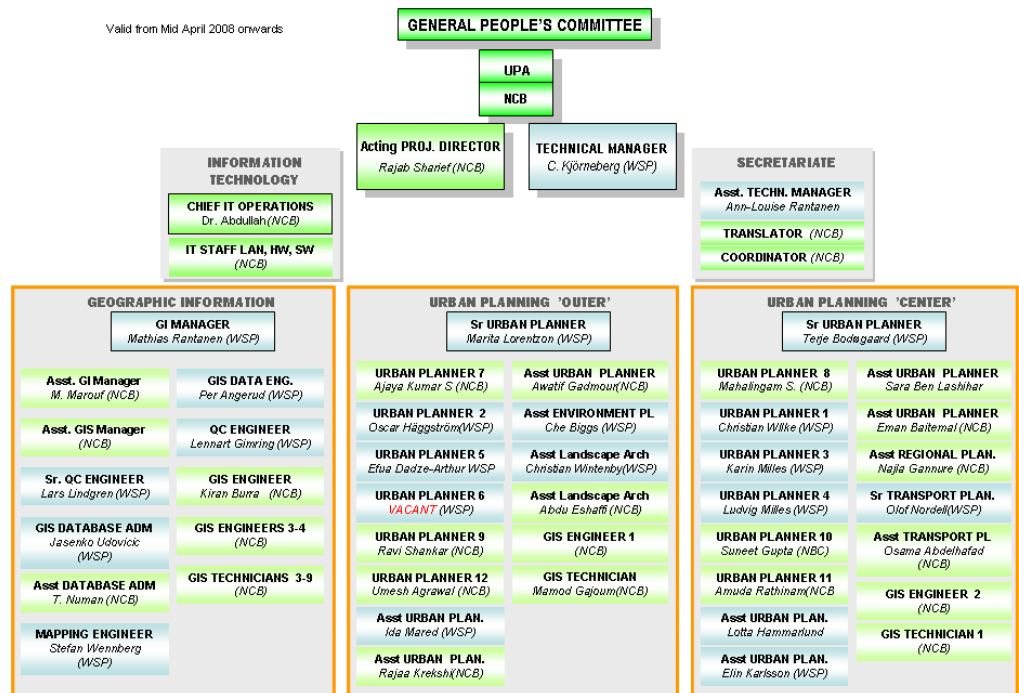 Valid from Mid April 2008 onwards
GENERAL PEOPLE'S COMMITTEE
UPA
NCB
Acting PROJ. DIRECTOR
Rajab Sharief (NCB)
TECHNICAL MANAGER
C. Kjörneberg (WSP)
INFORMATION
TECHNOLOGY
CHIEF IT OPERATIONS
Dr. Abdullah(NCB)
IT STAFF LAN, HW, SW
(NCB)
SECRETARIATE
Asst. TECHN. MANAGER
Ann-Louise Rantanen
TRANSLATOR (NCB)
COORDINATOR (NCB)
GEOGRAPHIC INFORMATION
GI MANAGER
Mathias Rantanen (WSP)
Asst. GI Manager
M. Marouf (NCB)
Asst. GIS Manager
(NCB)
Sr. QC ENGINEER
Lars Lindgren (WSP)
GIS DATABASE ADM
Jasenko Udovicic
(WSP)
Asst DATABASE ADM
T. Numan (NCB)
MAPPING ENGINEER
Stefan Wennberg
(WSP)
GIS DATA ENG.
Per Angerud (WSP)
QC ENGINEER
Lennart Gimring (WSP)
GIS ENGINEER
Kiran Burra (NCB)
GIS ENGINEERS 3-4
(NCB)
GIS TECHNICIANS 3-9
(NCB)
URBAN PLANNING 'OUTER'
Sr URBAN PLANNER
Marita Lorentzon (WSP)
URBAN PLANNER 7
Ajaya Kumar S (NCB)
URBAN PLANNER 2
Oscar Häggström(WSP)
URBAN PLANNER 5
Efua Dadze-Arthur WSP
URBAN PLANNER 6
VACANT (WSP)
URBAN PLANNER 9
Ravi Shankar (NCB)
URBAN PLANNER 12
Umesh Agrawal (NCB)
Asst URBAN PLAN.
Ida Mared (WSP)
Asst URBAN PLAN.
Rajaa Krekshi(NCB)
Asst URBAN PLANNER
Awatif Gadmour(NCB)
Asst ENVIRONMENT PL
Che Biggs (WSP)
Asst Landscape Arch
Christian Wintenby(WSP)
Asst Landscape Arch
Abdu Eshaffi (NCB)
GIS ENGINEER 1
(NCB)
GIS TECHNICIAN
Mamod Gajoum(NCB)
URBAN PLANNING 'CENTER'
Sr URBAN PLANNER
Terje Bodøgaard (WSP)
URBAN PLANNER 8
Mahalingam S. (NCB)
URBAN PLANNER 1
Christian Wilke (WSP)
URBAN PLANNER 3
Karin Milles (WSP)
URBAN PLANNER 4
Ludvig Milles (WSP)
URBAN PLANNER 10
Suneet Gupta (NBC)
URBAN PLANNER 11
Amuda Rathinam(NCB
Asst URBAN PLAN.
Lotta Hammarlund
Asst URBAN PLAN.
Elin Karlsson (WSP)
Asst URBAN PLANNER
Sara Ben Lashihar
Asst URBAN PLANNER
Eman Baitemal (NCB)
Asst REGIONAL PLAN.
Najla Gannure (NCB)
Sr TRANSPORT PLAN.
Olof Nordell(WSP)
Asst TRANSPORT PL
Osama Abdelhafad
(NCB)
GIS ENGINEER 2
(NCB)
GIS TECHNICIAN 1
(NCB)